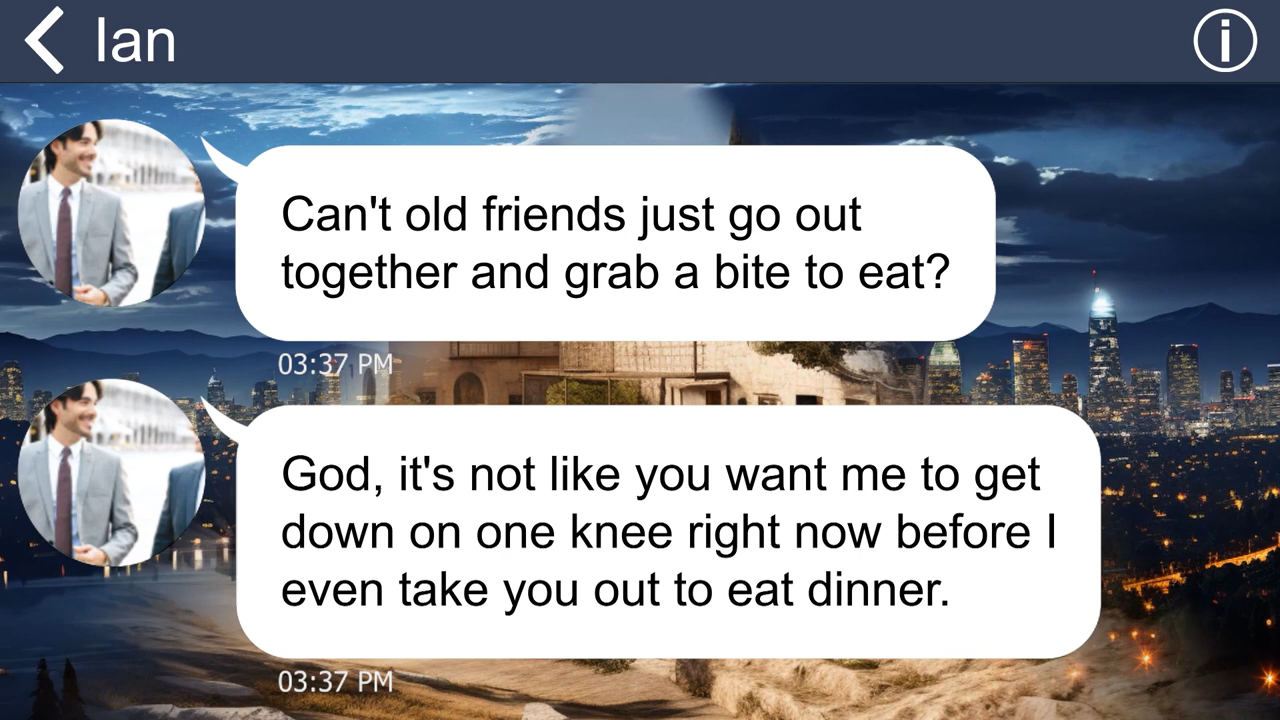 Ian
Can't old friends just go out
together and grab a bite to eat?
03:37 PM
God, it's not like you want me to get
down on one knee right now before I
even take you out to eat dinner.
03:37 PM